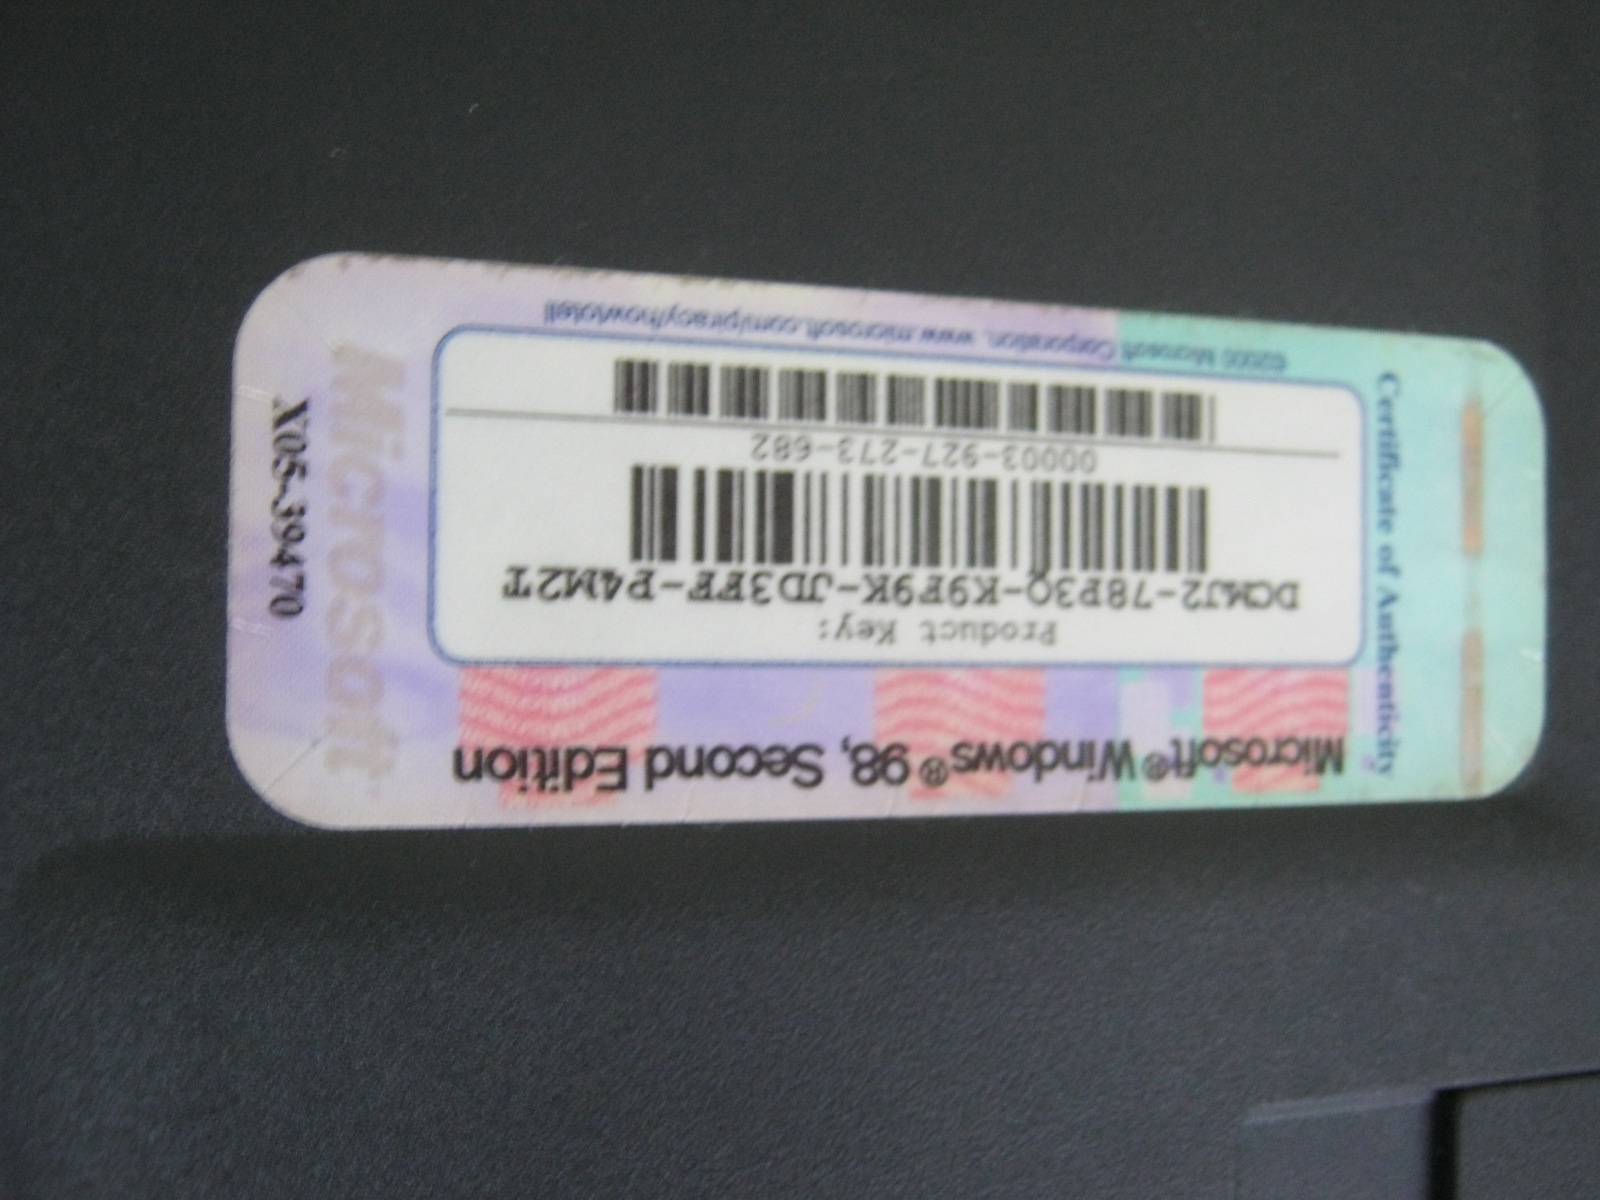 Microsoft® Windows® 98, Second Edition
Product Key:
DCMJ2-78P3Q-K9F9K-JD3FF-P4M2T
00003-927-273-682
©2000 Microsoft Corporation. www.microsoft.com/piracy/howtotell
Certificate of Authenticity
Microsoft
X05-39470